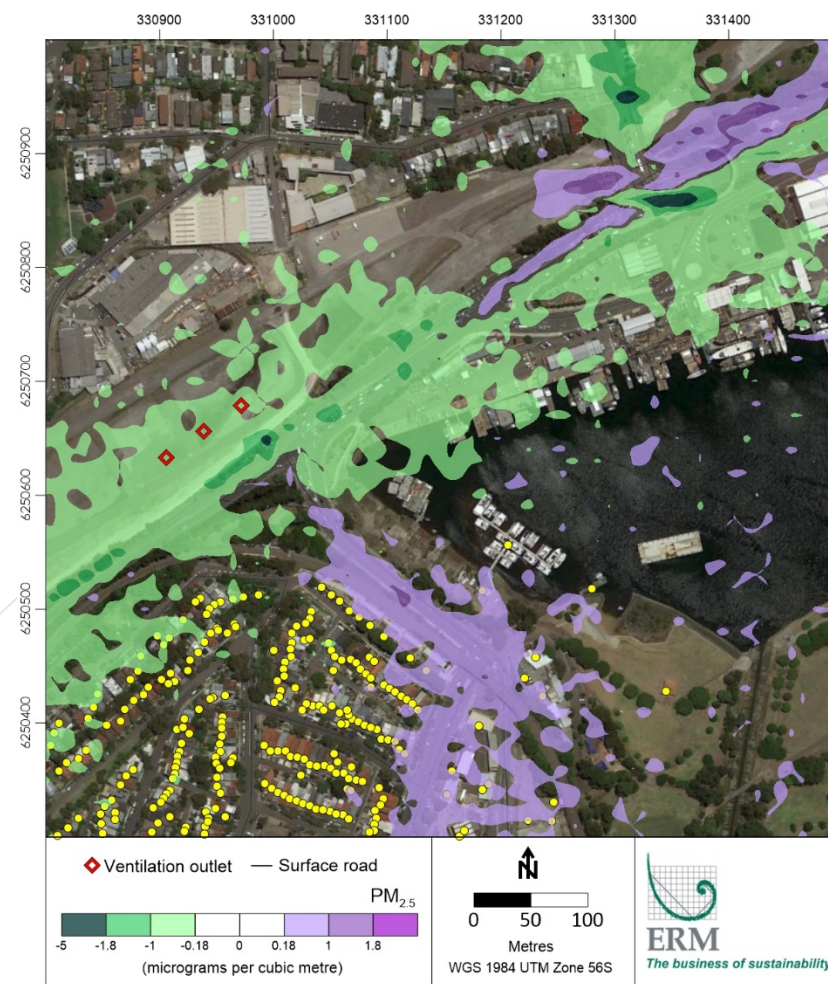 330900 331000 331100 331200 331300 331400
6250900
6250800
6250700
6250600
6250500
6250400
Ventilation outlet Surface road
PM2.5
-5 -1.8 -1 -0.18 0 0.18 1 1.8
(micrograms per cubic metre)
N
0 50 100
Metres
WGS 1984 UTM Zone 56S
ERM
The business of sustainability